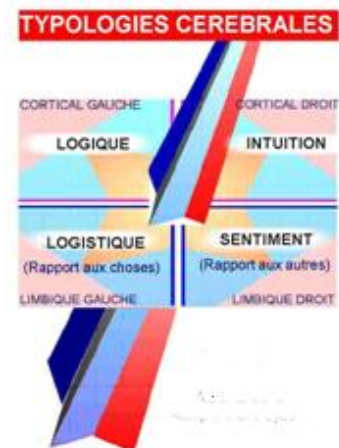 TYPOLOGIES CEREBRALES
CORTICAL GAUCHE
CORTICAL DROIT
LOGIQUE
INTUITION
LOGISTIQUE
(Rapport aux choses)
SENTIMENT
(Rapport aux autres)
LIMBIQUE GAUCHE
LIMBIQUE DROIT